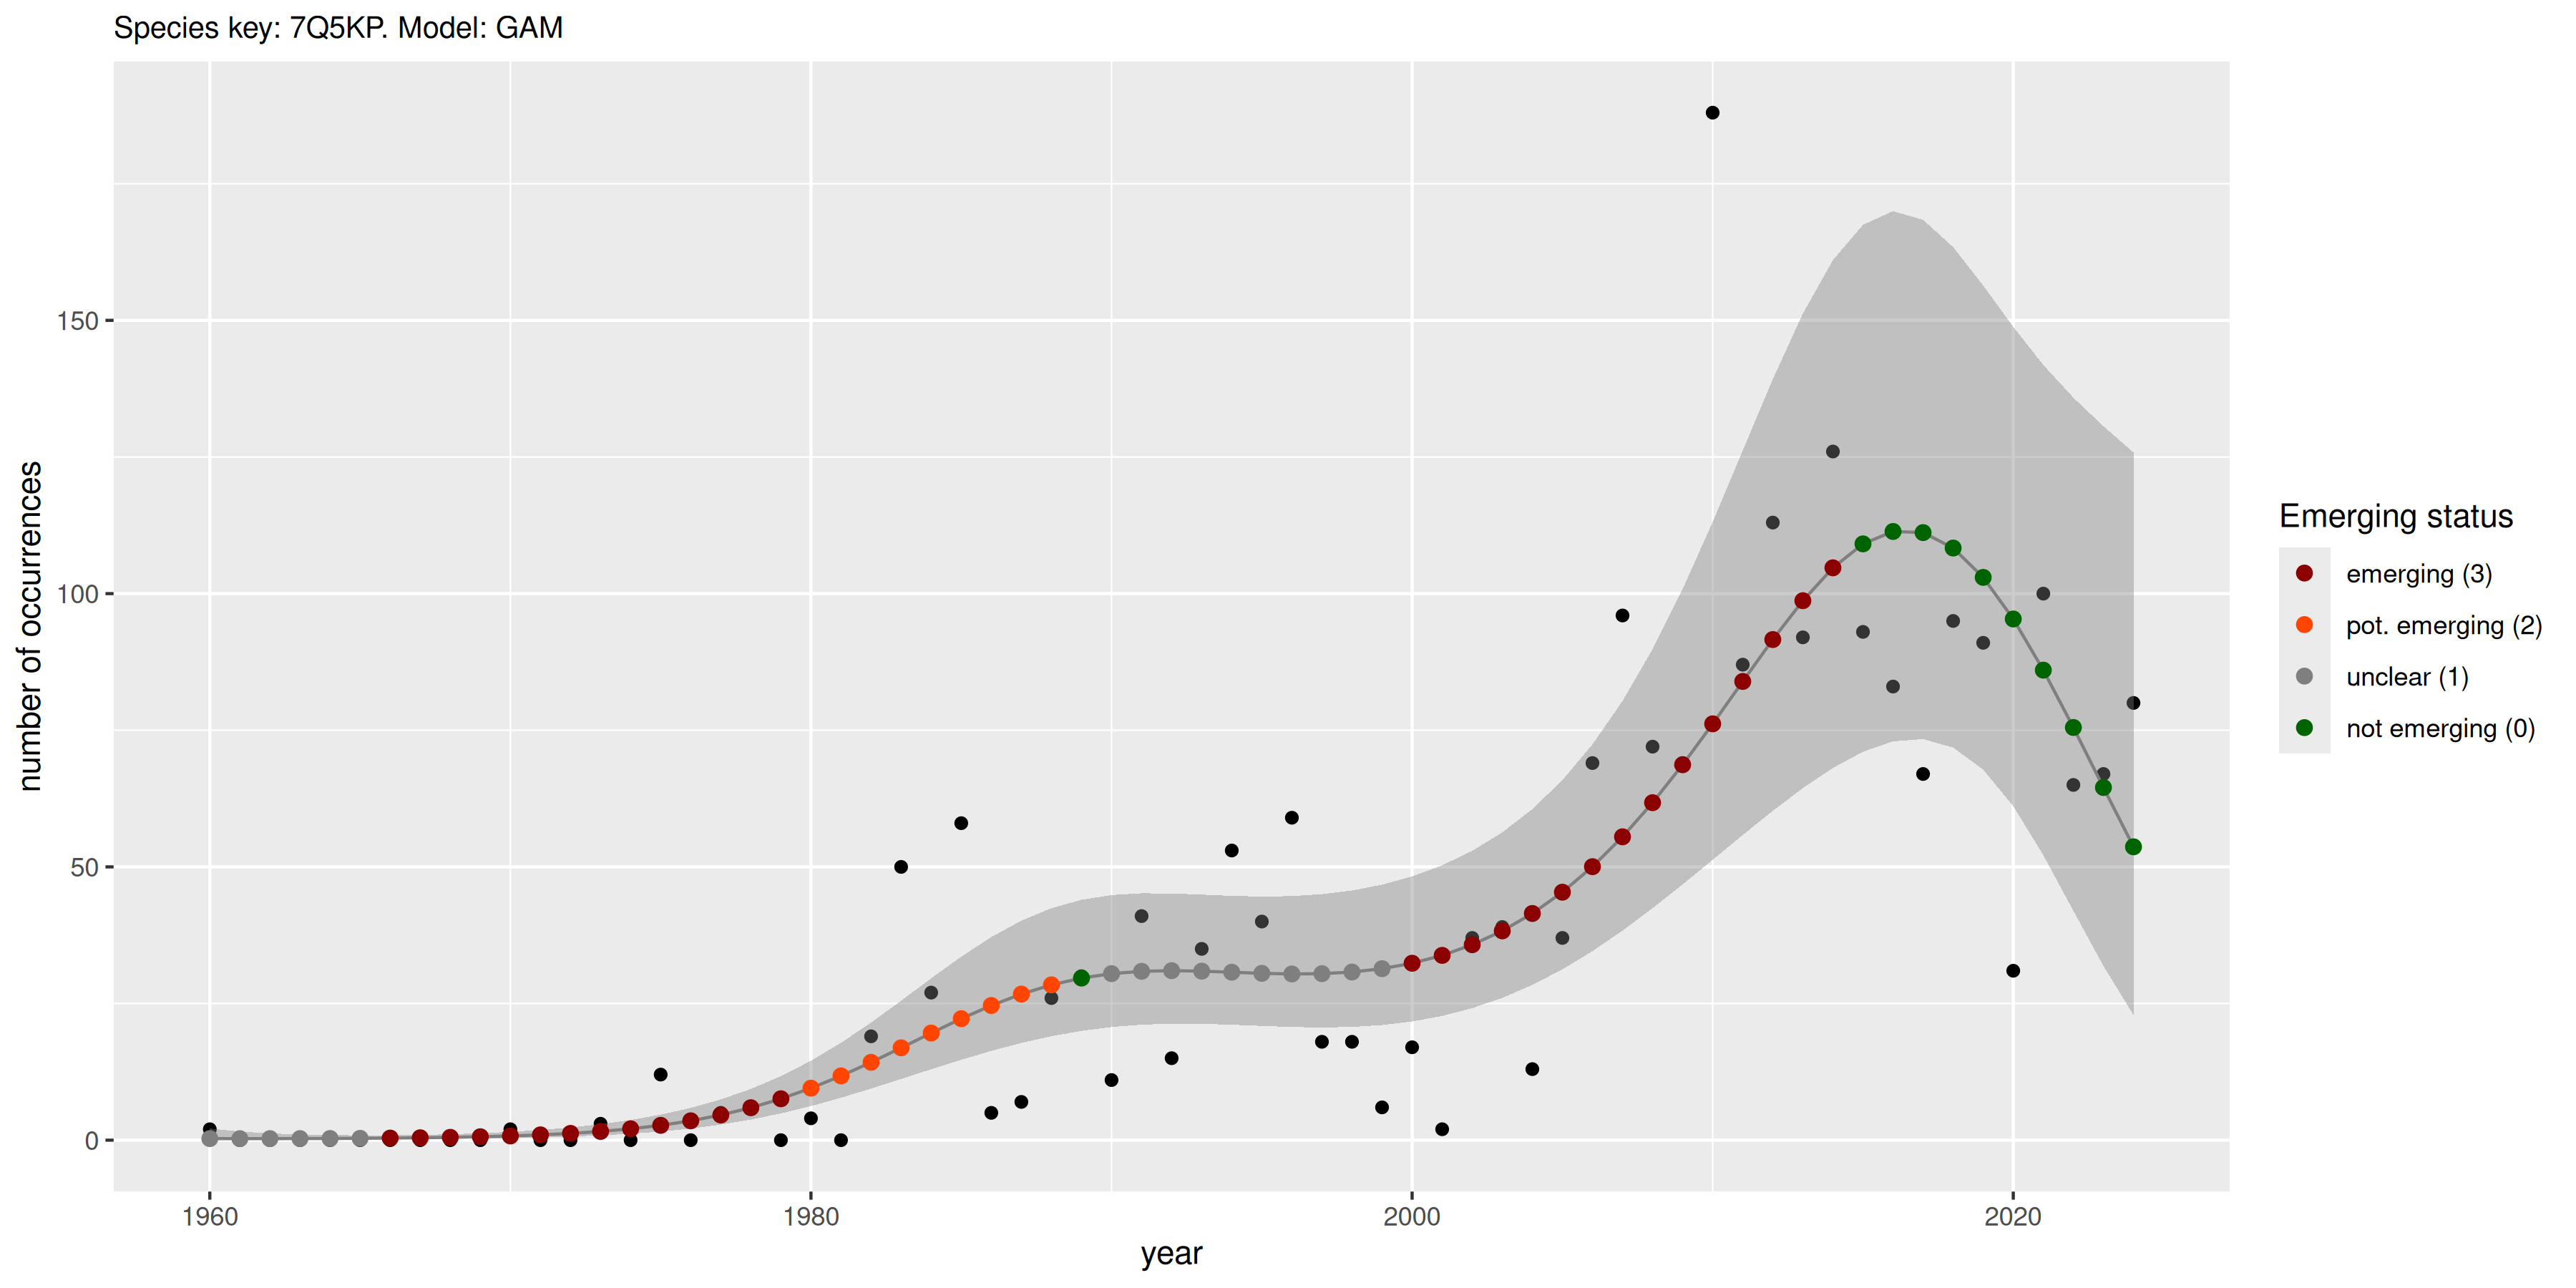 Species key: 7Q5KP. Model: GAM
number of occurrences
150
100
50
0
1960
1980
2000
2020
year
Emerging status
emerging (3)
pot. emerging (2)
unclear (1)
not emerging (0)